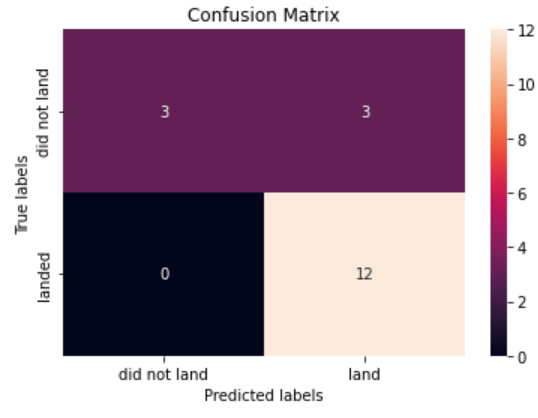 Confusion Matrix
True labels
did not land
landed
3
3
0
12
did not land
land
Predicted labels
12
10
8
6
4
2
0